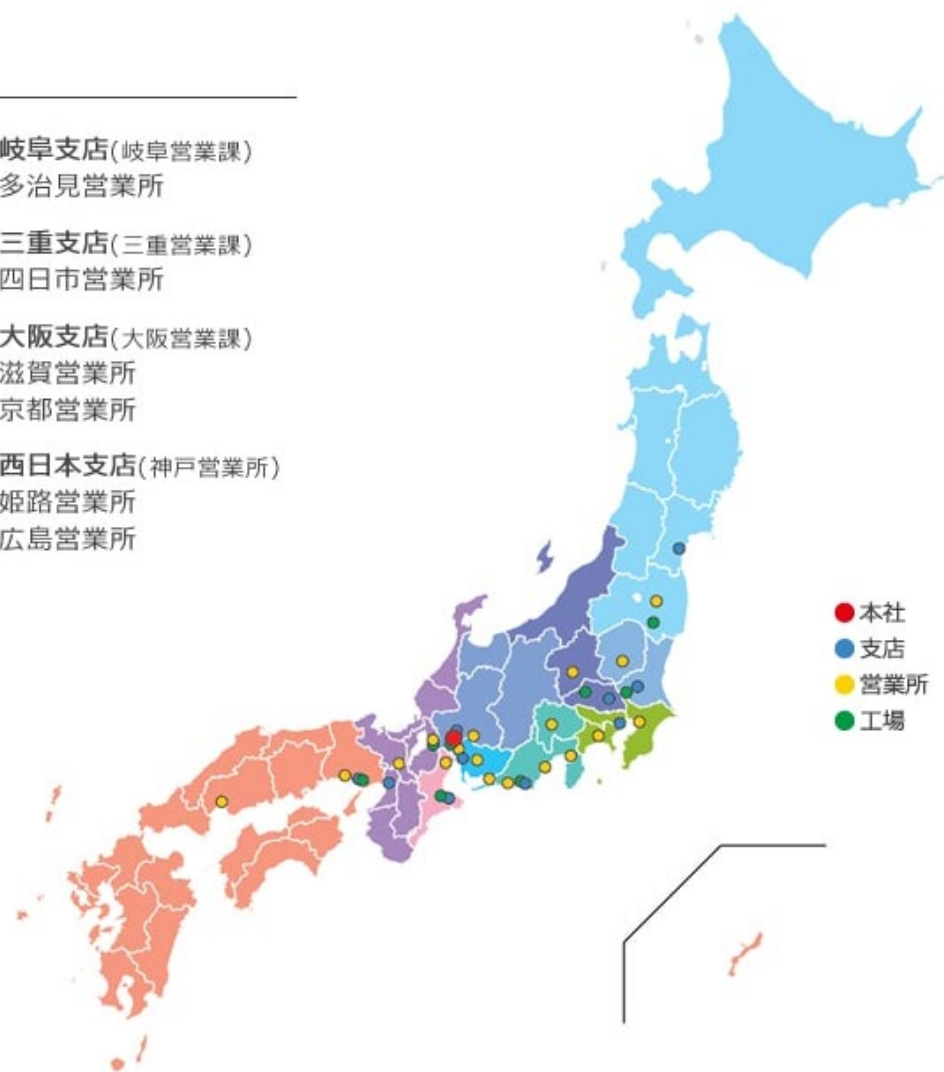 岐阜支店(岐阜営業課)
多治見営業所
三重支店(三重営業課)
四日市営業所
大阪支店(大阪営業課)
滋賀営業所
京都営業所
西日本支店(神戸営業所)
姫路営業所
広島営業所
本社
支店
営業所
工場